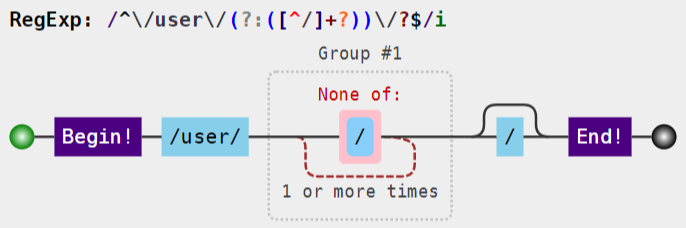 RegExp: /^\/user\/(?:([^/]+?))\/?$/i
Group #1
None of:
Begin! /user/ / / End!
1 or more times